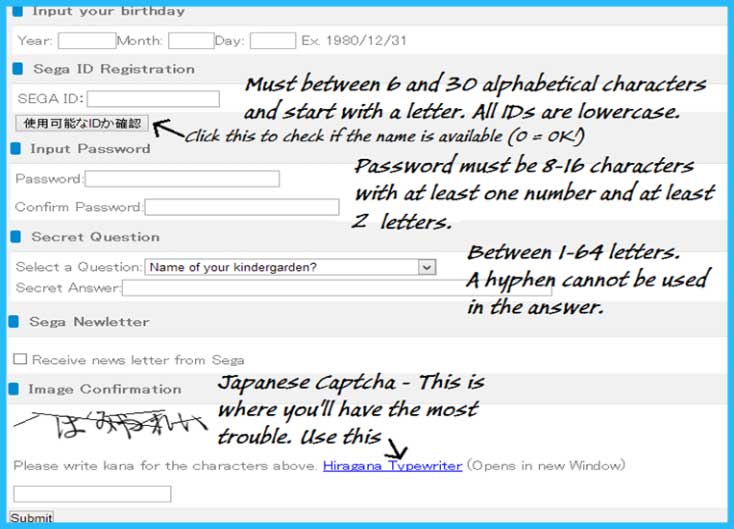 Input your birthday
Year: Month: Day: Ex. 1980/12/31
Sega ID Registration
Must between 6 and 30 alphabetical characters
and start with a letter. All IDs are lowercase.
SEGA ID:
使用可能なIDか確認
Click this to check if the name is available (O = OK!)
Input Password
Password must be 8-16 characters
with at least one number and at least
2 letters.
Password:
Confirm Password:
Secret Question
Between 1-64 letters.
A hyphen cannot be used
in the answer.
Select a Question: Name of your kindergarden?
Secret Answer:
Sega Newletter
Receive news letter from Sega
Image Confirmation
Japanese Captcha - This is
where you'll have the most
trouble. Use this
Please write kana for the characters above. Hiragana Typewriter (Opens in new Window)
Submit